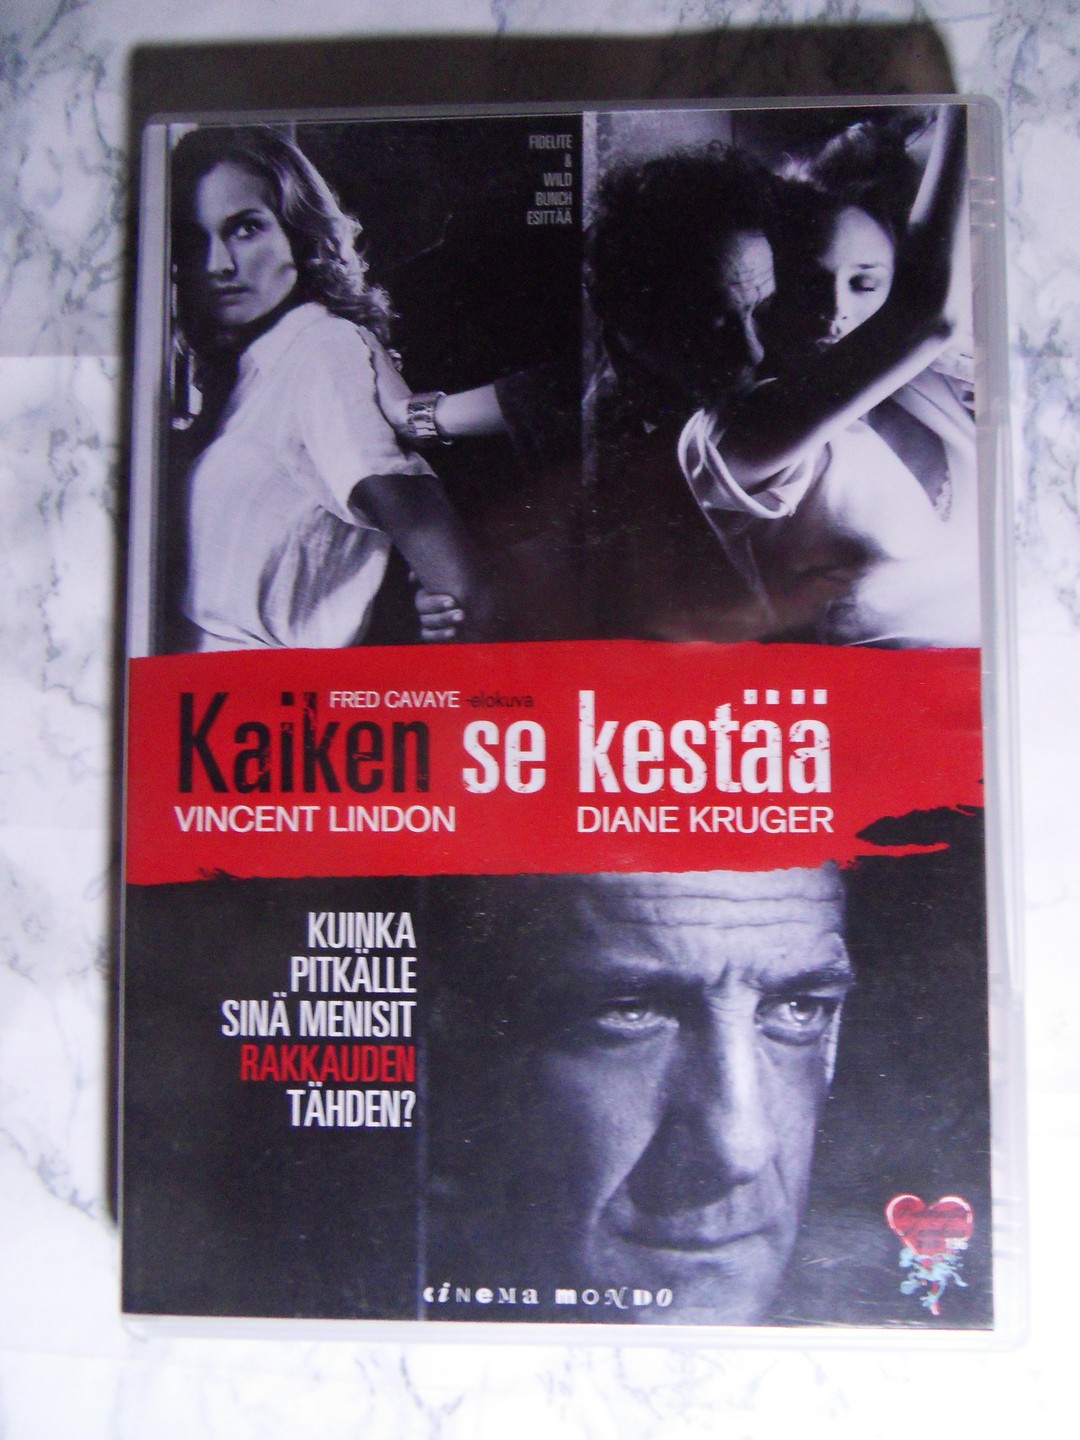 FIDELITE
&
WILD
BUNCH
ESITTÄÄ
FRED CAVAYE -elokuva
Kaiken se kestää
VINCENT LINDON DIANE KRUGER
KUINKA
PITKÄLLE
SINÄ MENISIT
RAKKAUDEN
TÄHDEN?
196
CiNeMa MONDO